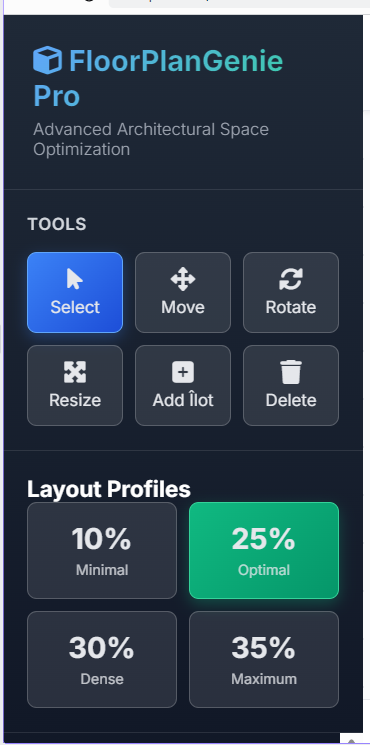 FloorPlanGenie
Pro
Advanced Architectural Space
Optimization
TOOLS
Select
Move
Rotate
Resize
Add Îlot
Delete
Layout Profiles
10%
Minimal
25%
Optimal
30%
Dense
35%
Maximum